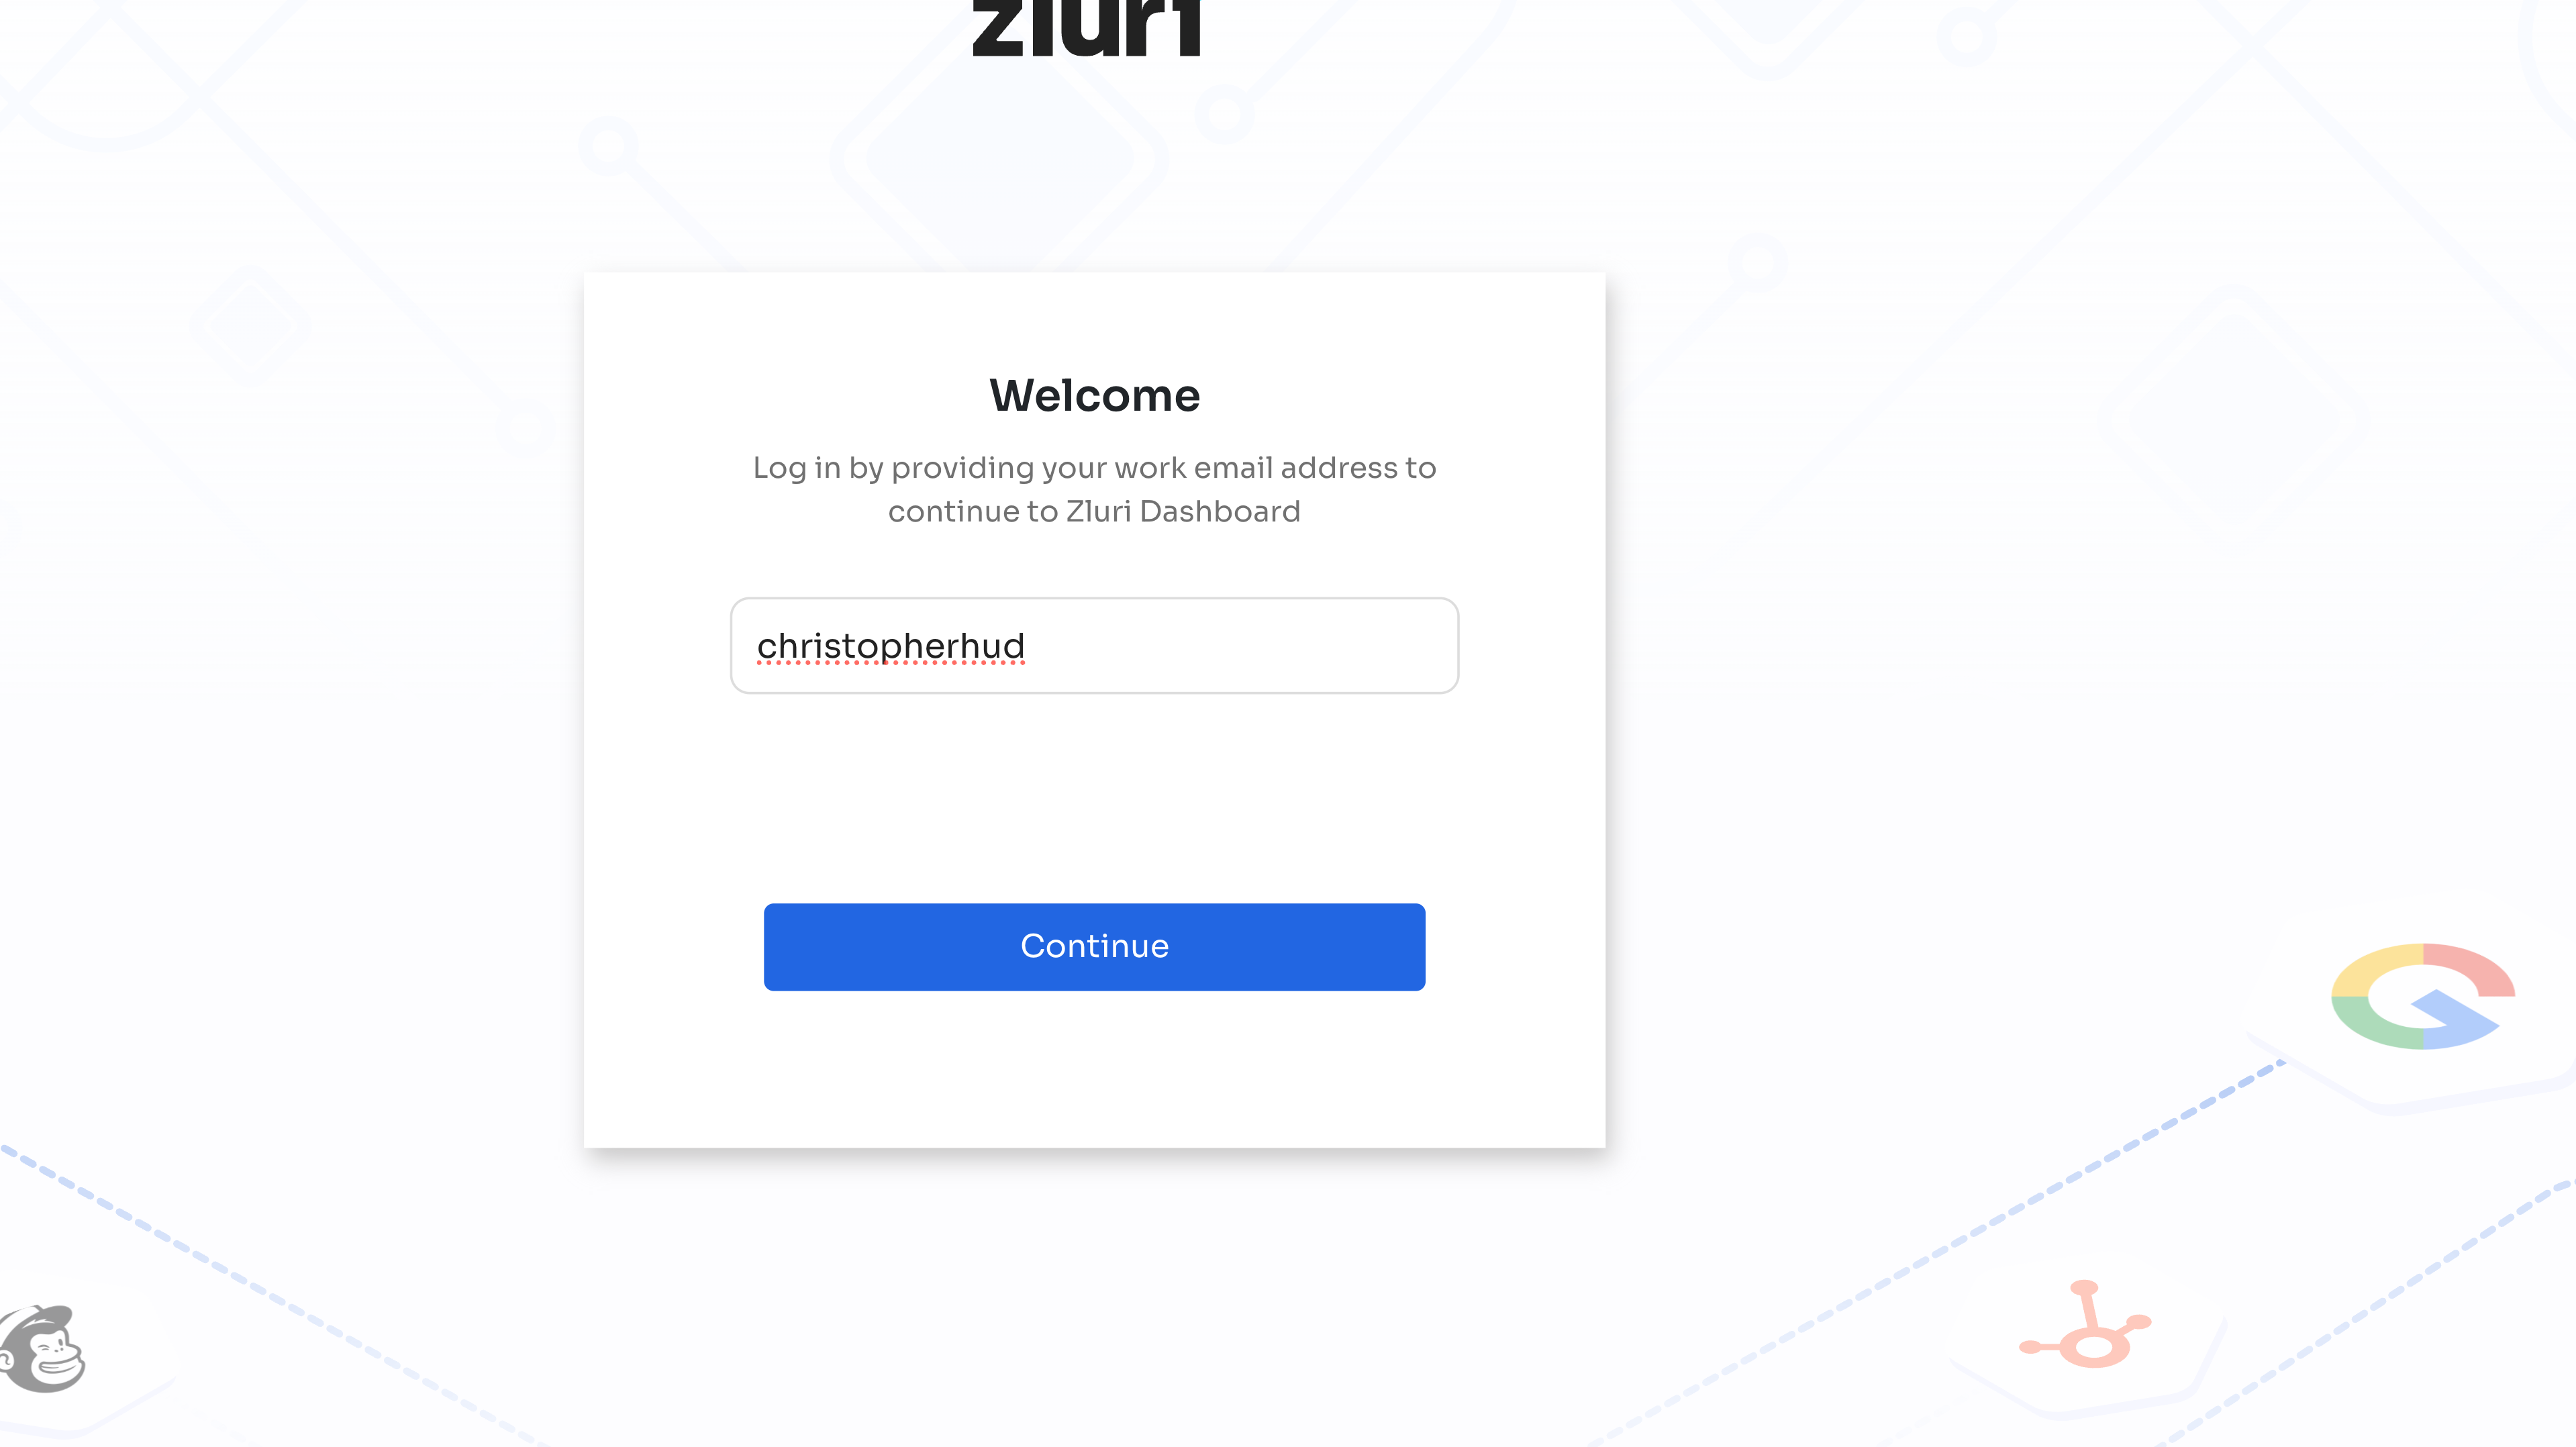 zluri
Welcome
Log in by providing your work email address to
continue to Zluri Dashboard
christopherhud
Continue